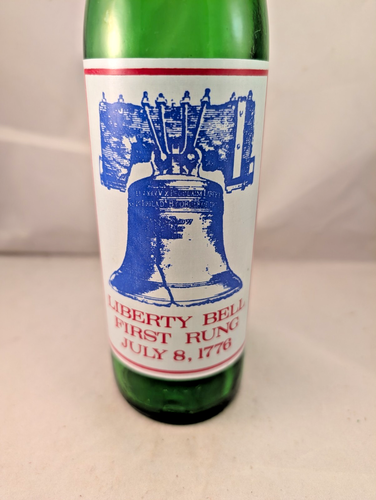 LIBERTY BELL
FIRST RUNG
JULY 8, 1776